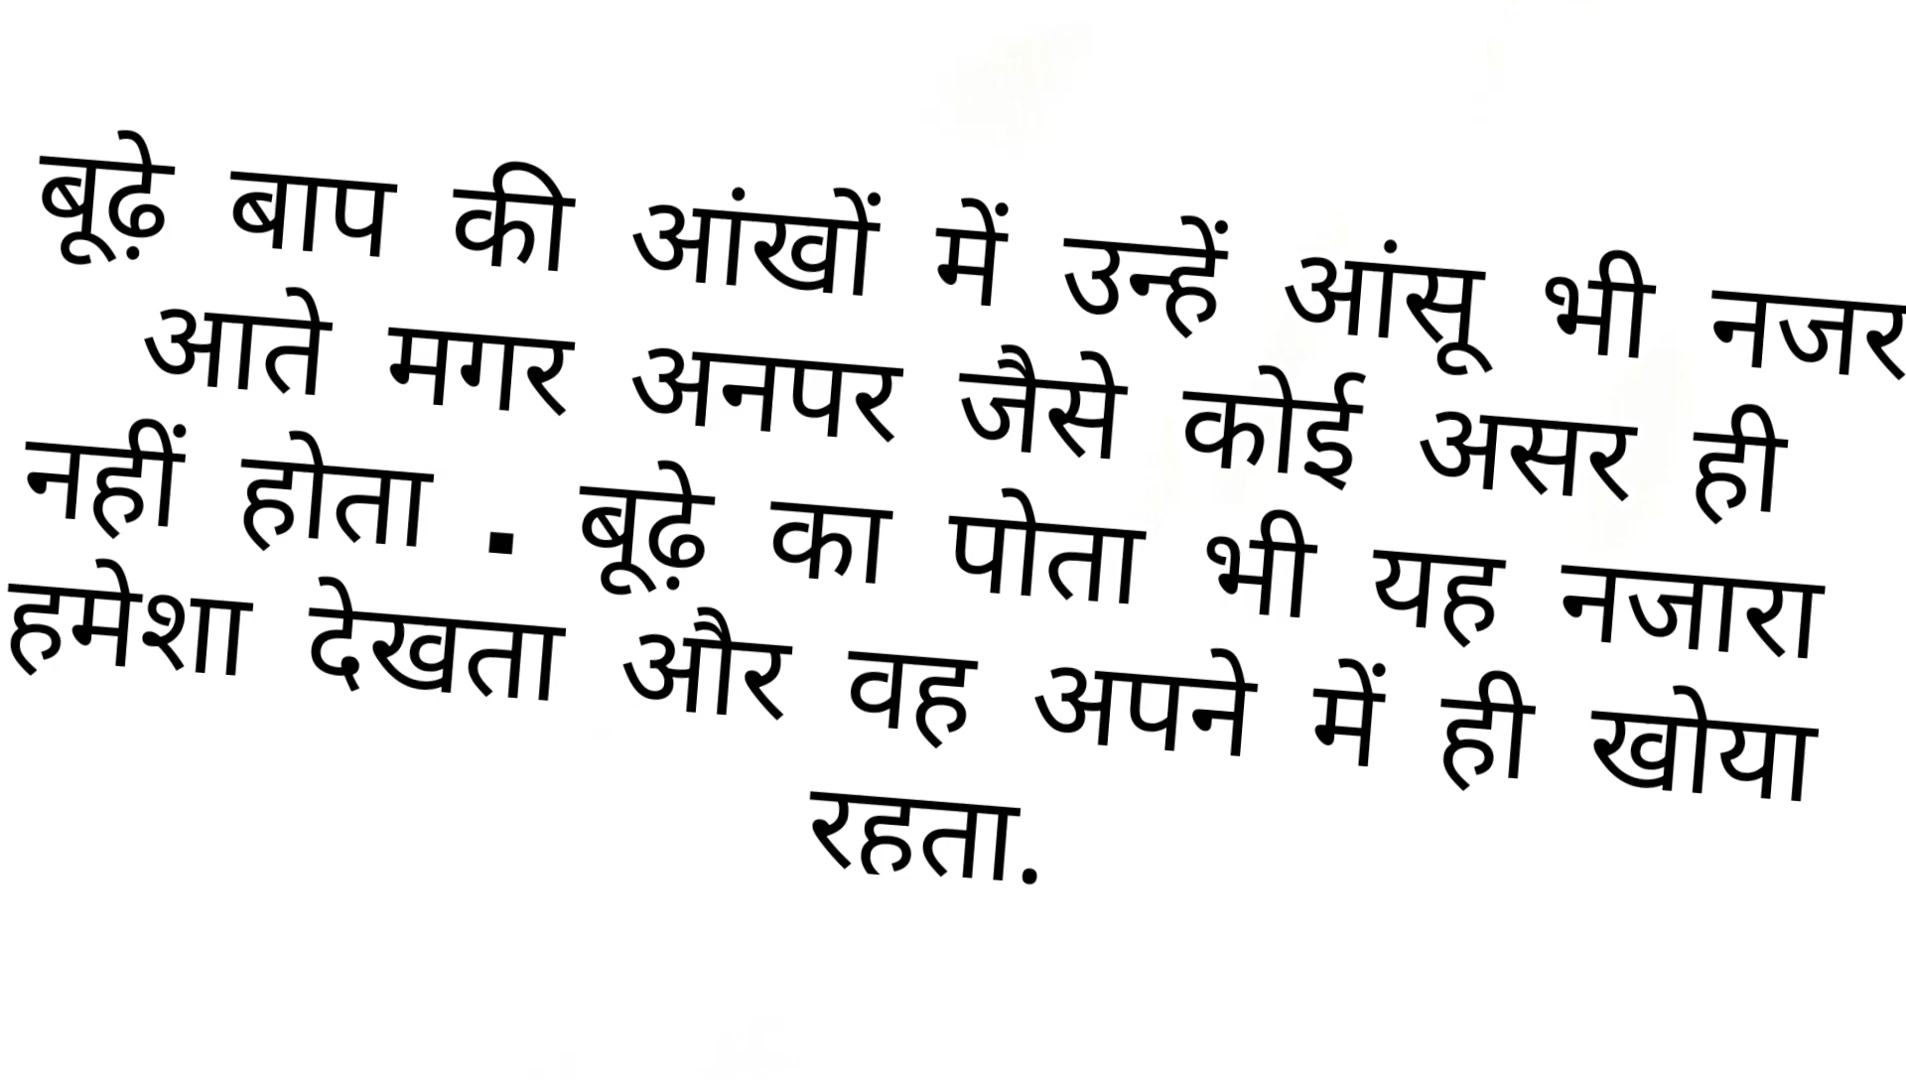 बूढ़े बाप की आंखों में उन्हें आंसू भी नजर
आते मगर अनपर जैसे कोई असर ही
नहीं होता . बूढ़े का पोता भी यह नजारा
हमेशा देखता और वह अपने में ही खोया
रहता.